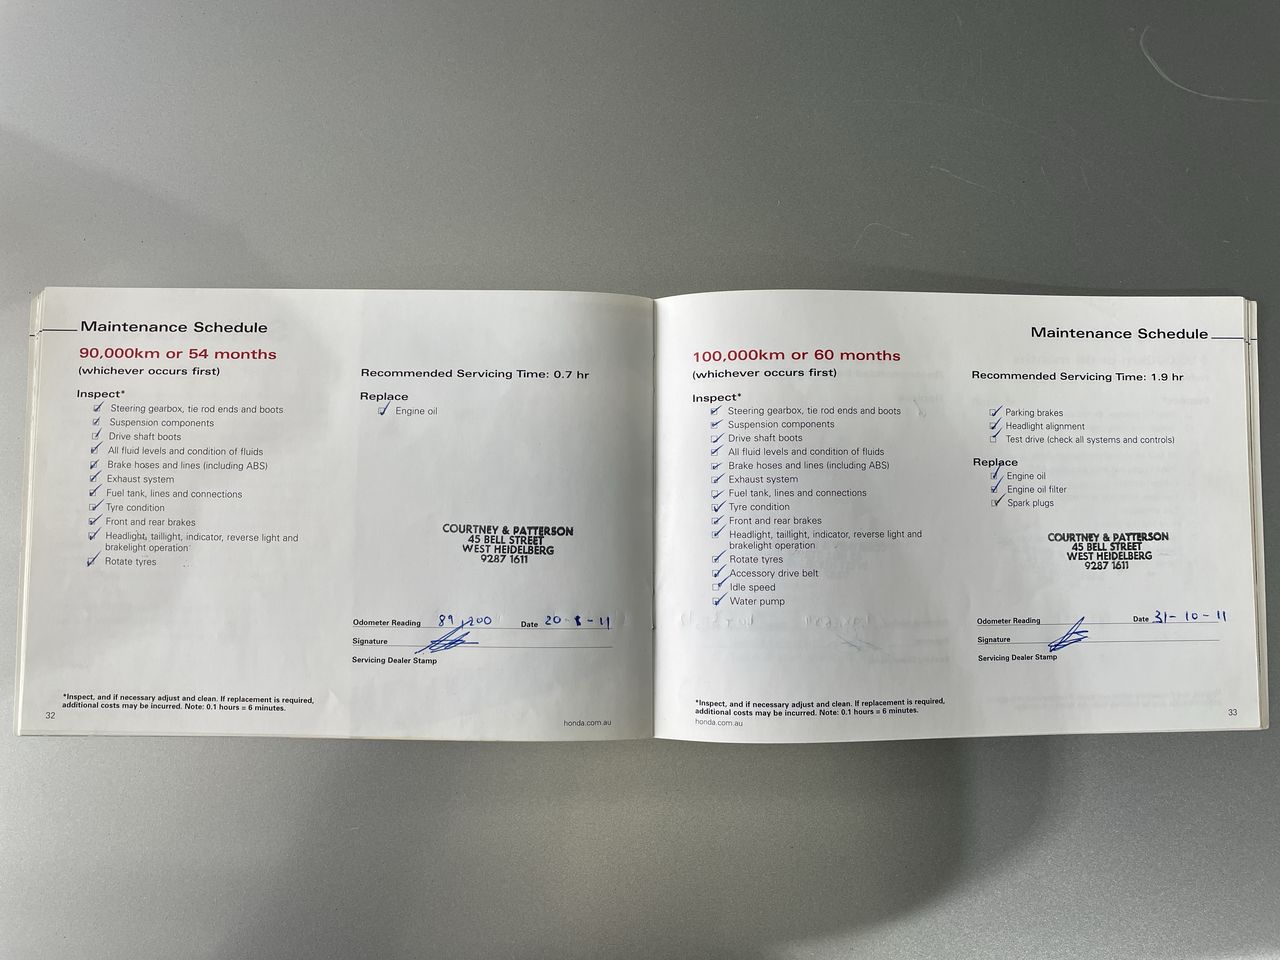 Maintenance Schedule
90,000km or 54 months
(whichever occurs first)
Inspect*
Steering gearbox, tie rod ends and boots
Suspension components
Drive shaft boots
All fluid levels and condition of fluids
Brake hoses and lines (including ABS)
Exhaust system
Fuel tank, lines and connections
Tyre condition
Front and rear brakes
Headlight, taillight, indicator, reverse light and
brakelight operation
Rotate tyres
Recommended Servicing Time: 0.7 hr
Replace
Engine oil
COURTNEY & PATTERSON
45 BELL STREET
WEST HEIDELBERG
9287 1611
Odometer Reading 89,200 Date
Signature
Servicing Dealer Stamp
*Inspect, and if necessary adjust and clean. If replacement is required,
additional costs may be incurred. Note: 0.1 hours = 6 minutes.
32
honda.com.au
Maintenance Schedule
100,000km or 60 months
(whichever occurs first)
Inspect*
Steering gearbox, tie rod ends and boots
Suspension components
Drive shaft boots
All fluid levels and condition of fluids
Brake hoses and lines (including ABS)
Exhaust system
Fuel tank, lines and connections
Tyre condition
Front and rear brakes
Headlight, taillight, indicator, reverse light and
brakelight operation
Rotate tyres
Accessory drive belt
Idle speed
Water pump
Recommended Servicing Time: 1.9 hr
Parking brakes
Headlight alignment
Test drive (check all systems and controls)
Replace
Engine oil
Engine oil filter
Spark plugs
COURTNEY & PATTERSON
45 BELL STREET
WEST HEIDELBERG
9287 1611
Odometer Reading Date 31-10-11
Signature
Servicing Dealer Stamp
*Inspect, and if necessary adjust and clean. If replacement is required,
additional costs may be incurred. Note: 0.1 hours = 6 minutes.
honda.com.au
33